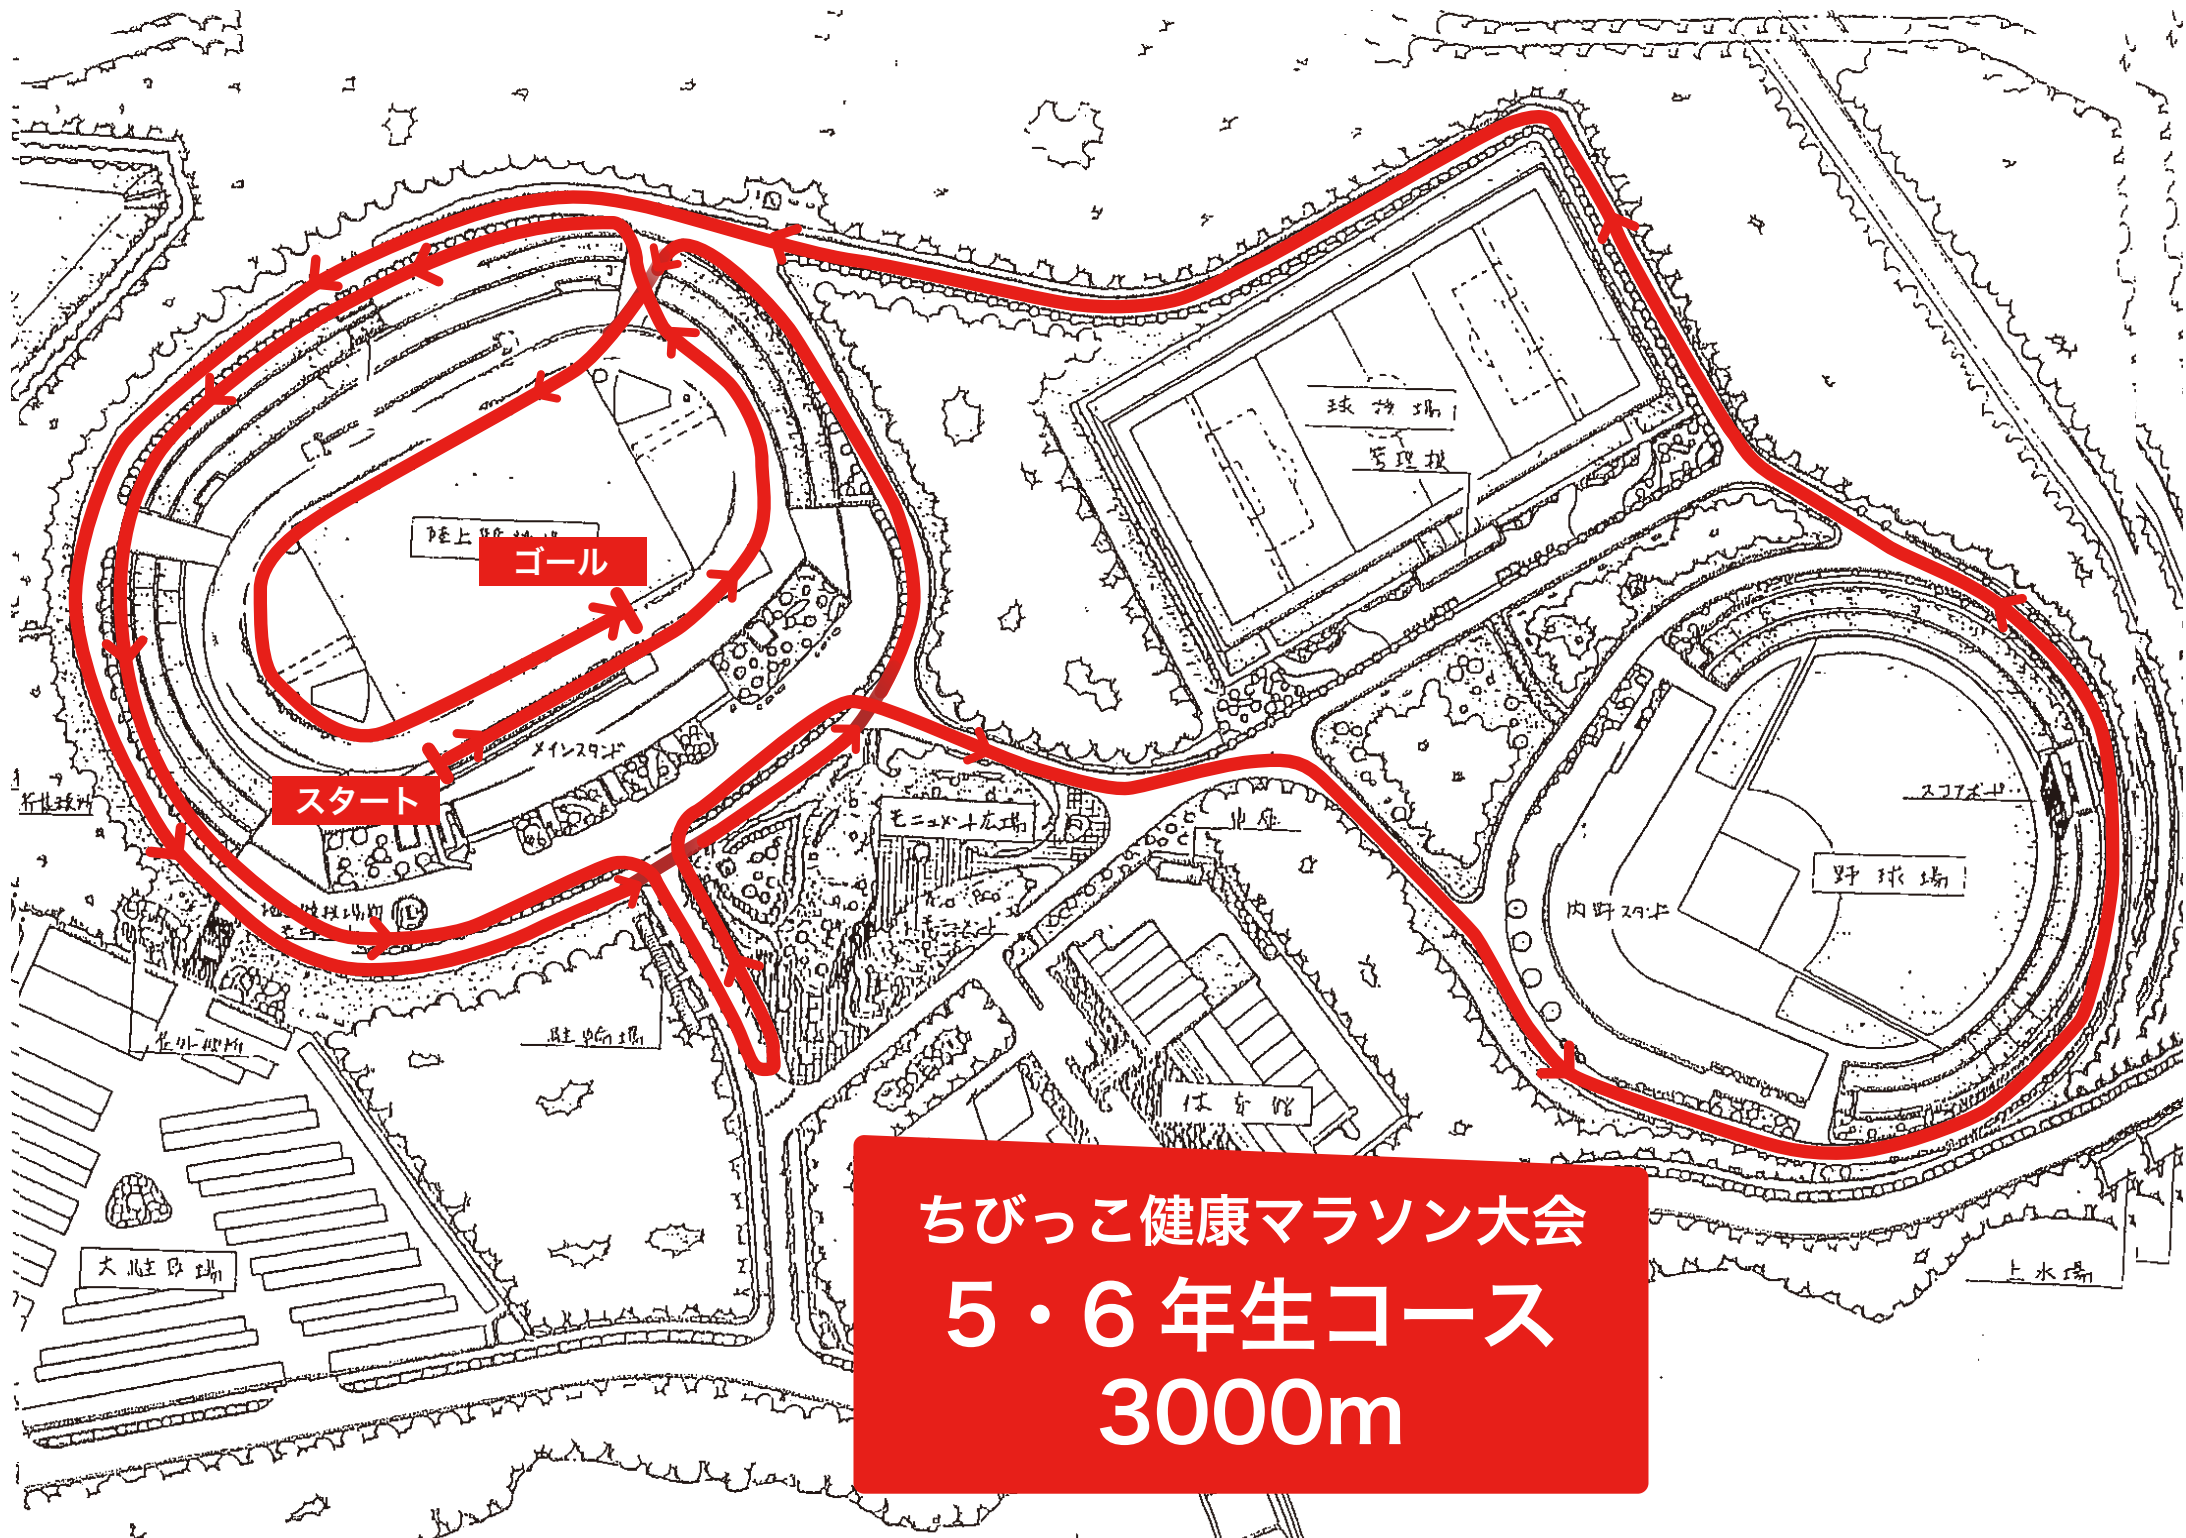 球技場
管理棟
陸上競技場
ゴール
メインスタンド
スタート
モニュメント広場
スコアボード
野球場
内野スタンド
駐輪場
体育館
大駐車場
上水場
ちびっこ健康マラソン大会
5・6年生コース
3000m